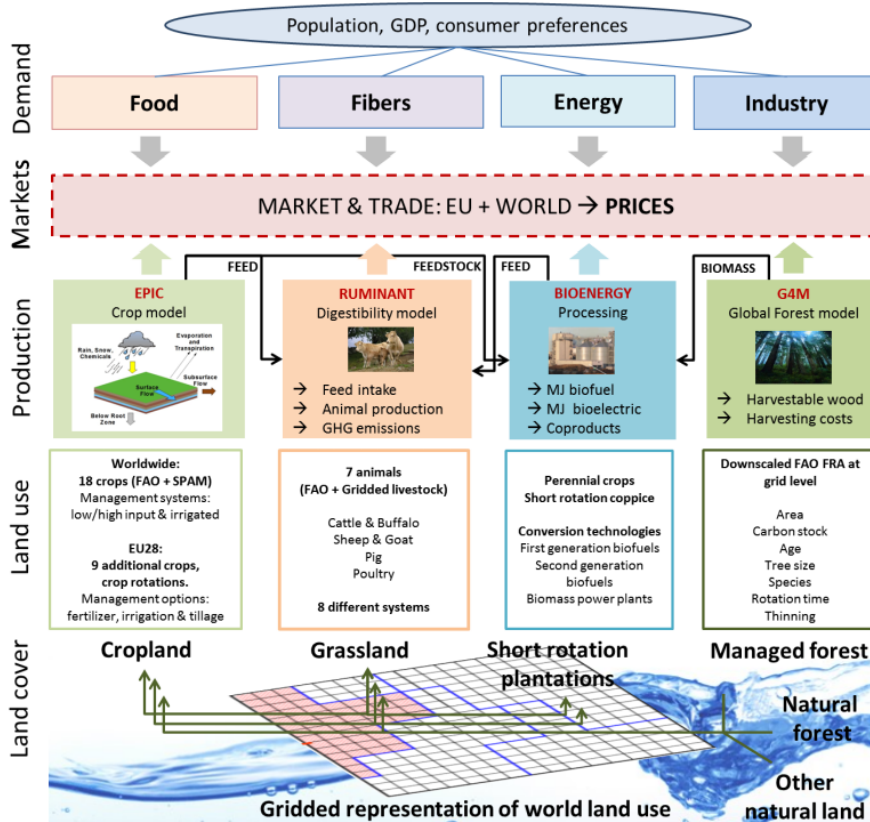 Population, GDP, consumer preferences
Demand
Food
Fibers
Energy
Industry
Markets
MARKET & TRADE: EU + WORLD → PRICES
FEED
FEEDSTOCK
FEED
BIOMASS
Production
EPIC
Crop model
Rain, Snow,
Chemicals
Evaporation
and
Transpiration
Subsurface
Flow
Surface
Flow
Below Root
Zone
RUMINANT
Digestibility model
→ Feed intake
→ Animal production
→ GHG emissions
BIOENERGY
Processing
→ MJ biofuel
→ MJ bioelectric
→ Coproducts
G4M
Global Forest model
→ Harvestable wood
→ Harvesting costs
Land use
Worldwide:
18 crops (FAO + SPAM)
Management systems:
low/high input & irrigated
EU28:
9 additional crops,
crop rotations.
Management options:
fertilizer, irrigation & tillage
7 animals
(FAO + Gridded livestock)
Cattle & Buffalo
Sheep & Goat
Pig
Poultry
8 different systems
Perennial crops
Short rotation coppice
Conversion technologies
First generation biofuels
Second generation
biofuels
Biomass power plants
Downscaled FAO FRA at
grid level
Area
Carbon stock
Age
Tree size
Species
Rotation time
Thinning
Land cover
Cropland
Grassland
Short rotation
plantations
Managed forest
Natural
forest
Other
natural land
Gridded representation of world land use